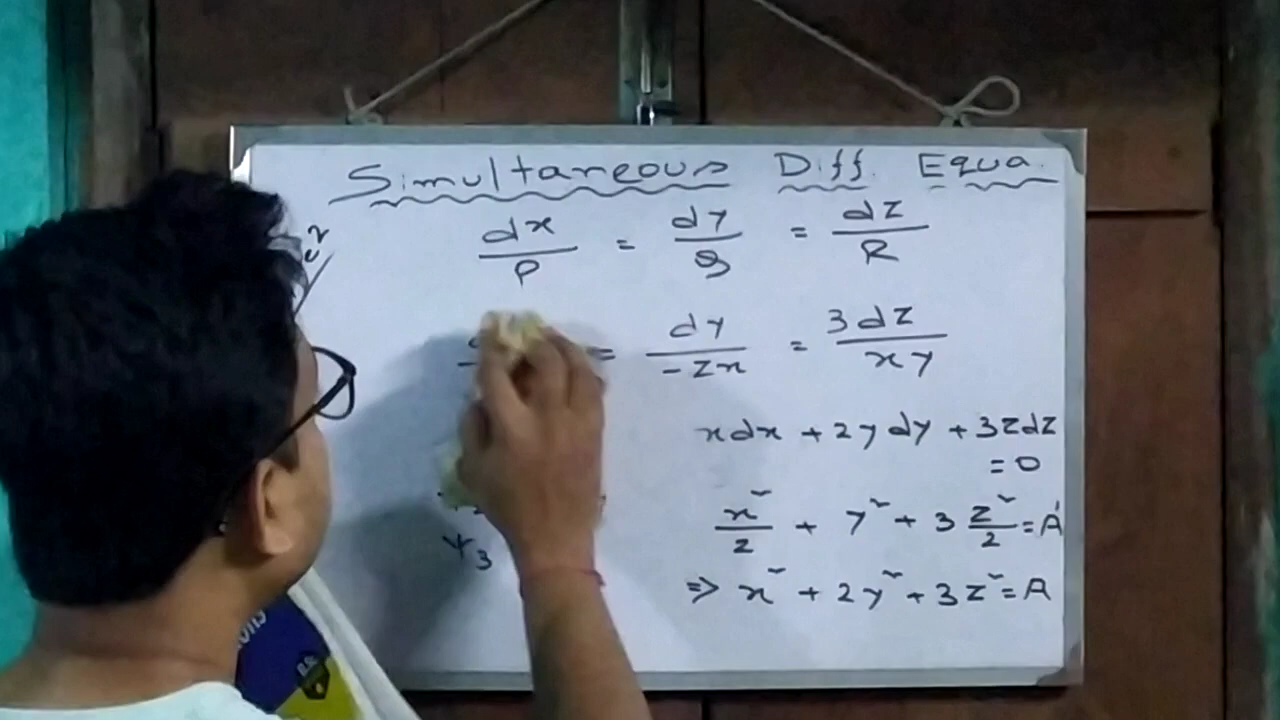 Simultaneous Diff. Equa.
dx/P = dy/Q = dz/R
= dy/-zx = 3dz/xy
xdx + 2ydy + 3zdz
= 0
x²/2 + y² + 3 z²/2 = A'
⇒ x² + 2y² + 3z² = A